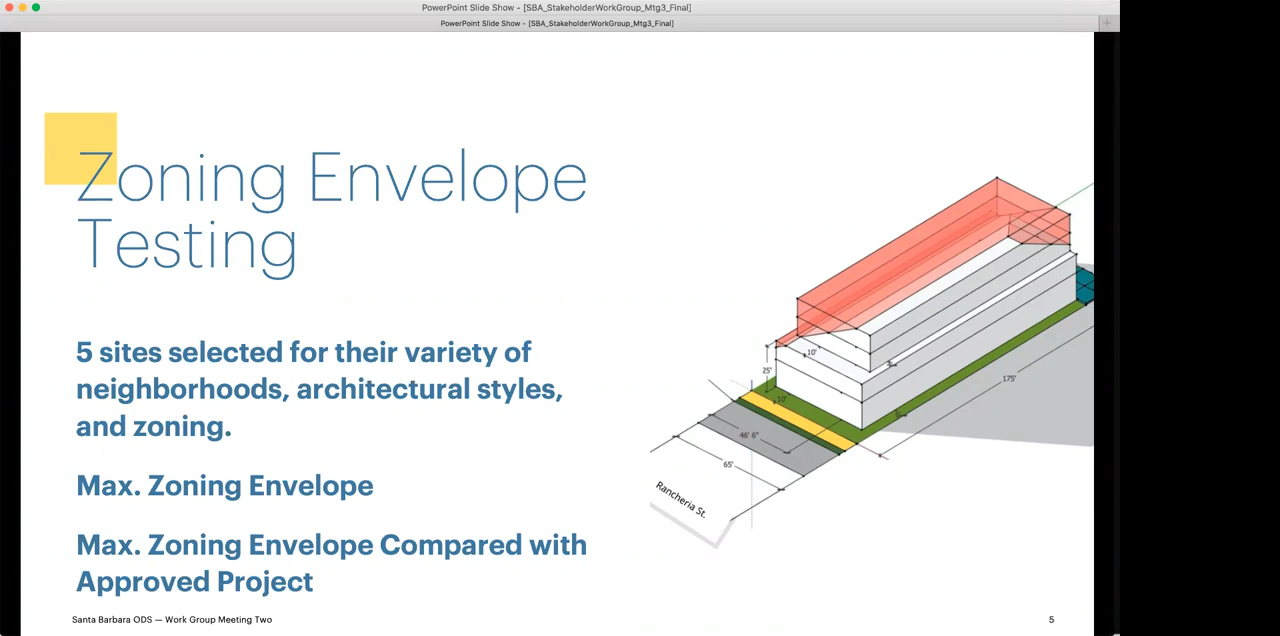 PowerPoint Slide Show - [SBA_StakeholderWorkGroup_Mtg3_Final]
PowerPoint Slide Show - [SBA_StakeholderWorkGroup_Mtg3_Final]
Zoning Envelope
Testing
5 sites selected for their variety of
neighborhoods, architectural styles,
and zoning.
Max. Zoning Envelope
Max. Zoning Envelope Compared with
Approved Project
10'
25'
10'
175'
46' 6"
65'
Rancheria St.
Santa Barbara ODS — Work Group Meeting Two
5